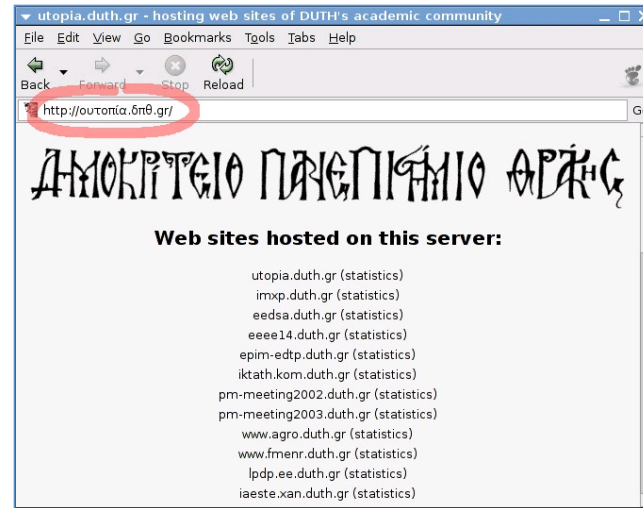 utopia.duth.gr - hosting web sites of DUTH's academic community
File Edit View Go Bookmarks Tools Tabs Help
Back Forward Stop Reload
http://ουτοπία.δπθ.gr/
ΔΗΜΟΚΡΙΤΕΙΟ ΠΑΝΕΠΙΣΤΗΜΙΟ ΘΡΑΚΗΣ
Web sites hosted on this server:
utopia.duth.gr (statistics)
imxp.duth.gr (statistics)
eedsa.duth.gr (statistics)
eeee14.duth.gr (statistics)
epim-edtp.duth.gr (statistics)
iktath.kom.duth.gr (statistics)
pm-meeting2002.duth.gr (statistics)
pm-meeting2003.duth.gr (statistics)
www.agro.duth.gr (statistics)
www.fmenr.duth.gr (statistics)
lpdp.ee.duth.gr (statistics)
iaeste.xan.duth.gr (statistics)